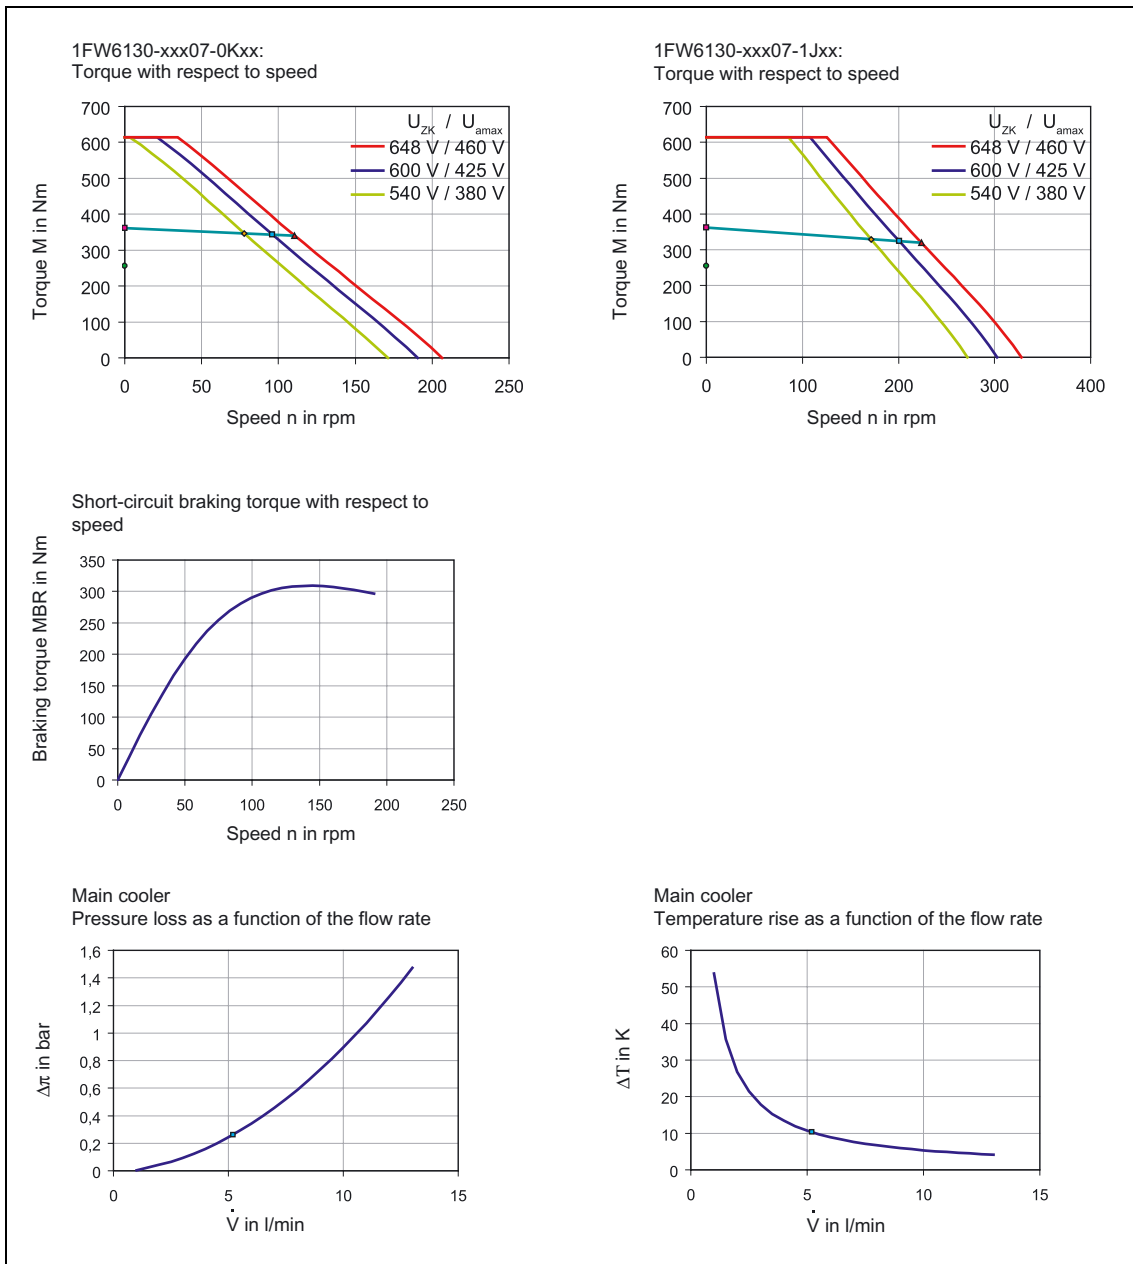 1FW6130-xxx07-0Kxx:
Torque with respect to speed
Torque M in Nm
700
600
500
400
300
200
100
0
U_ZK / U_amax
648 V / 460 V
600 V / 425 V
540 V / 380 V
0 50 100 150 200 250
Speed n in rpm
1FW6130-xxx07-1Jxx:
Torque with respect to speed
Torque M in Nm
700
600
500
400
300
200
100
0
U_ZK / U_amax
648 V / 460 V
600 V / 425 V
540 V / 380 V
0 100 200 300 400
Speed n in rpm
Short-circuit braking torque with respect to
speed
Braking torque MBR in Nm
350
300
250
200
150
100
50
0
0 50 100 150 200 250
Speed n in rpm
Main cooler
Pressure loss as a function of the flow rate
Δπ in bar
1,6
1,4
1,2
1
0,8
0,6
0,4
0,2
0
0 5 10 15
V̇ in l/min
Main cooler
Temperature rise as a function of the flow rate
ΔT in K
60
50
40
30
20
10
0
0 5 10 15
V̇ in l/min